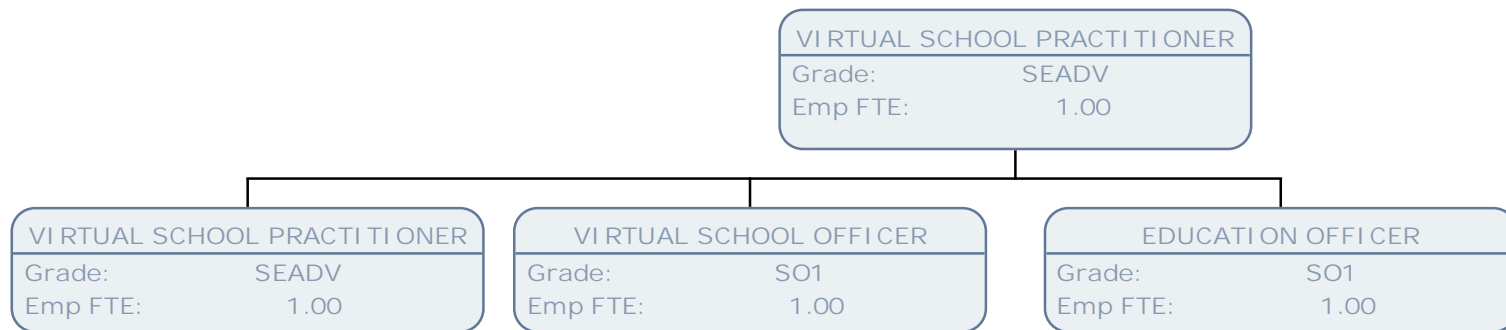 VIRTUAL SCHOOL PRACTITIONER
Grade: SEADV
Emp FTE: 1.00
VIRTUAL SCHOOL PRACTITIONER
Grade: SEADV
Emp FTE: 1.00
VIRTUAL SCHOOL OFFICER
Grade: SO1
Emp FTE: 1.00
EDUCATION OFFICER
Grade: SO1
Emp FTE: 1.00